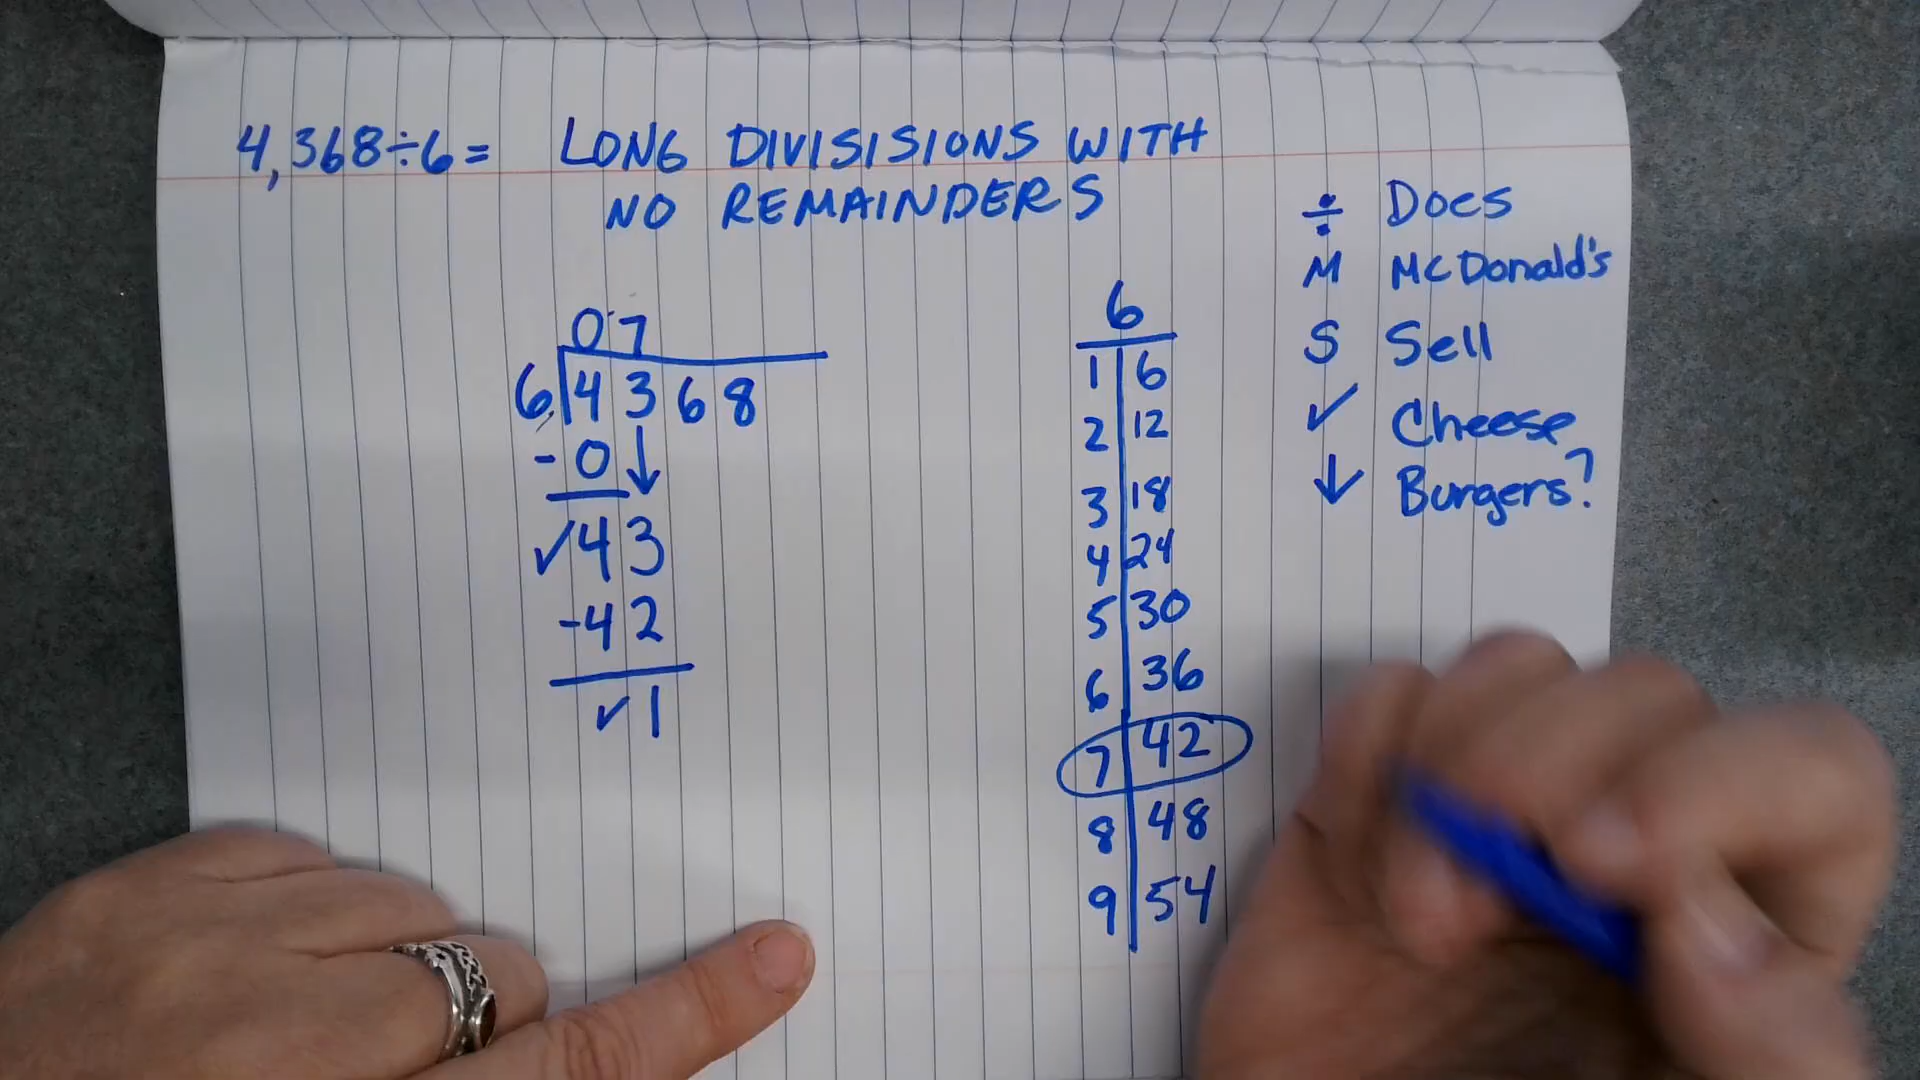 4,368÷6= LONG DIVISISIONS WITH
NO REMAINDERS
÷ Does
M McDonald's
S Sell
✓ Cheese
↓ Burgers?
07
6 4368
-0↓
✓43
-42
✓1
6
1 6
2 12
3 18
4 24
5 30
6 36
7 42
8 48
9 54